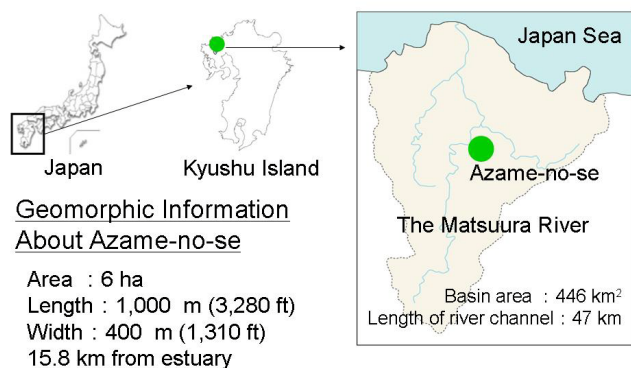 Japan
Kyushu Island
Geomorphic Information
About Azame-no-se
Area : 6 ha
Length : 1,000 m (3,280 ft)
Width : 400 m (1,310 ft)
15.8 km from estuary
Japan Sea
Azame-no-se
The Matsuura River
Basin area : 446 km²
Length of river channel : 47 km